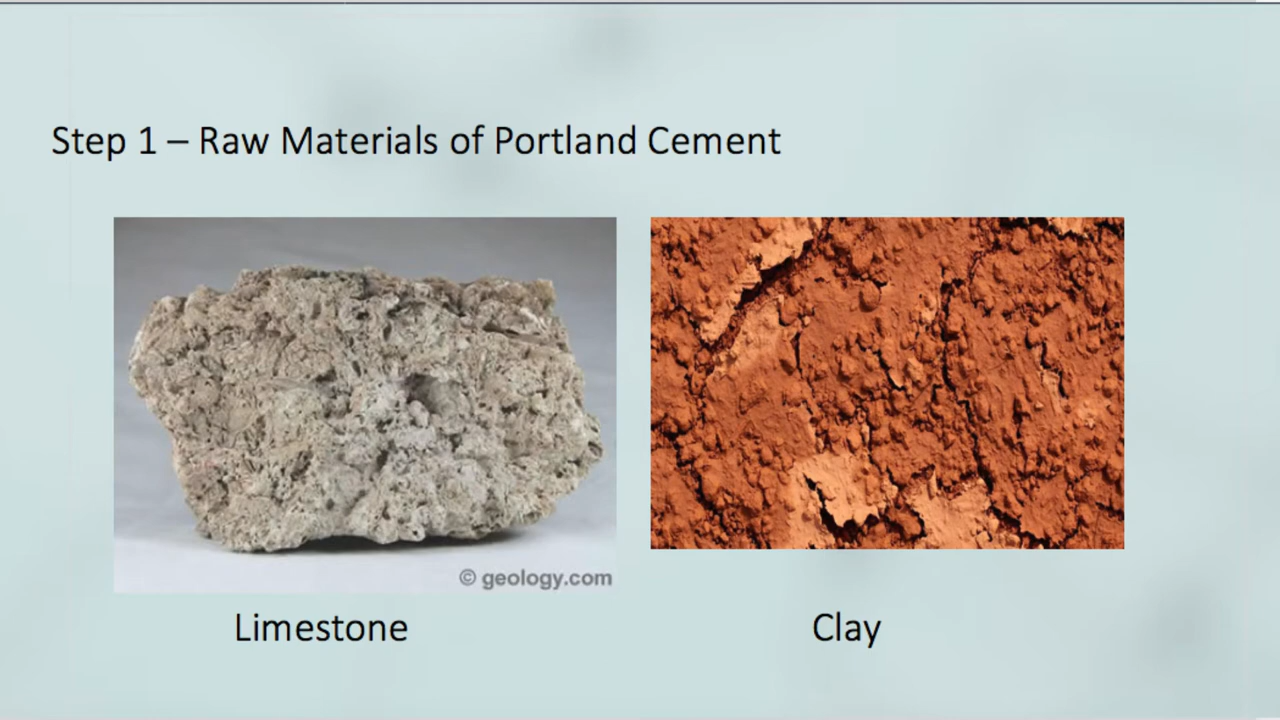 Step 1 – Raw Materials of Portland Cement
© geology.com
Limestone
Clay